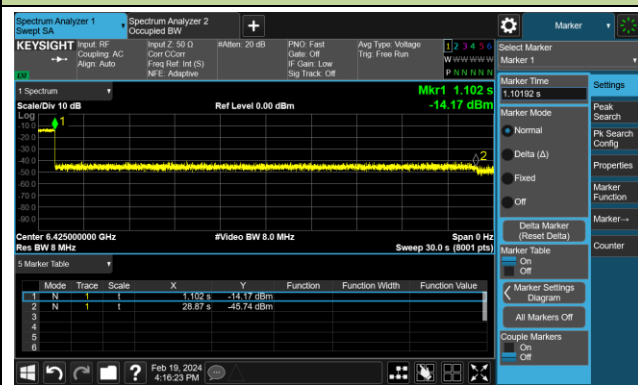 Spectrum Analyzer 1
Swept SA
Spectrum Analyzer 2
Occupied BW
Marker
KEYSIGHT
Input: RF
Coupling: AC
Align: Auto
Input Z: 50 Ω
Corr CCorr
Freq Ref: Int (S)
NFE: Adaptive
#Atten: 20 dB
PNO: Fast
Gate: Off
IF Gain: Low
Sig Track: Off
Avg Type: Voltage
Trig: Free Run
1 2 3 4 5 6
W W W W W W
P N N N N N
Select Marker
Marker 1
1 Spectrum
Scale/Div 10 dB
Ref Level 0.00 dBm
Mkr1 1.102 s
-14.17 dBm
Log
-10.0
-20.0
-30.0
-40.0
-50.0
-60.0
-70.0
-80.0
-90.0
1
2
Center 6.425000000 GHz
Res BW 8 MHz
#Video BW 8.0 MHz
Span 0 Hz
Sweep 30.0 s (8001 pts)
5 Marker Table
Mode Trace Scale X Y Function Function Width Function Value
1 N 1 t 1.102 s -14.17 dBm
2 N 1 t 28.87 s -45.74 dBm
3
4
5
6
Marker Time
1.10192 s
Marker Mode
Normal
Delta (Δ)
Fixed
Off
Delta Marker
(Reset Delta)
Marker Table
On
Off
Marker Settings
Diagram
All Markers Off
Couple Markers
On
Off
Settings
Peak
Search
Pk Search
Config
Properties
Marker
Function
Marker→
Counter
Feb 19, 2024
4:16:23 PM